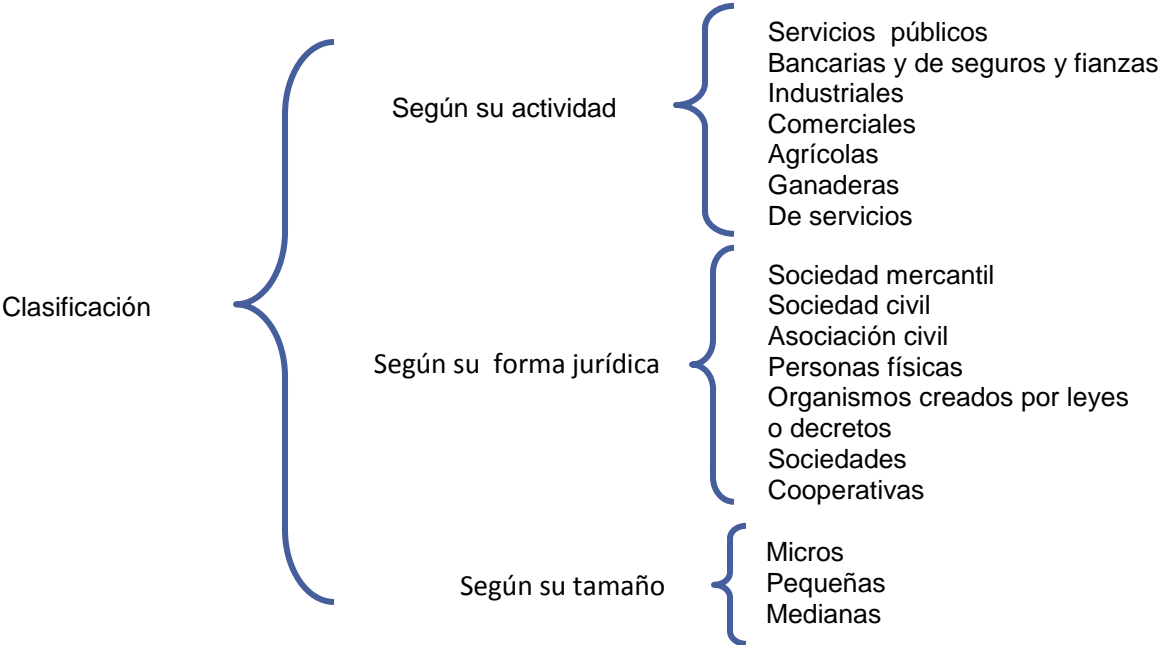 Clasificación
Según su actividad
Servicios públicos
Bancarias y de seguros y fianzas
Industriales
Comerciales
Agrícolas
Ganaderas
De servicios
Según su forma jurídica
Sociedad mercantil
Sociedad civil
Asociación civil
Personas físicas
Organismos creados por leyes
o decretos
Sociedades
Cooperativas
Según su tamaño
Micros
Pequeñas
Medianas